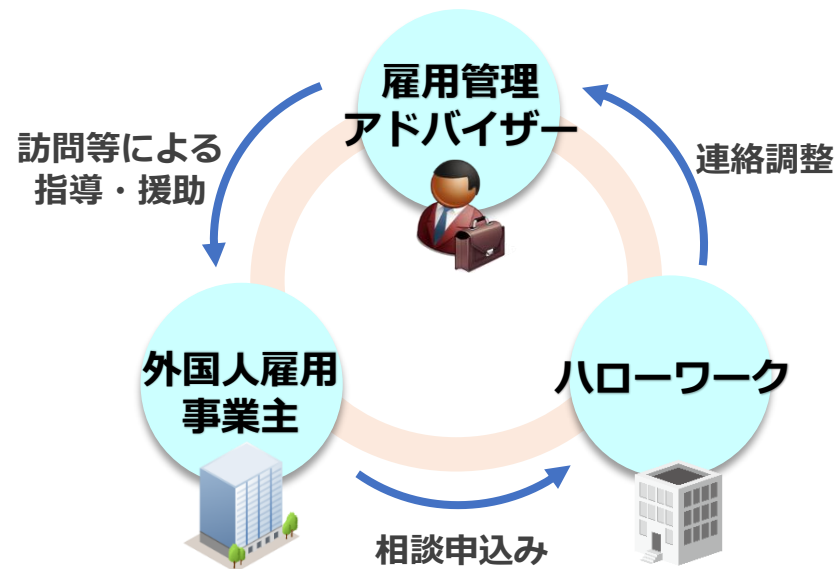 雇用管理
アドバイザー
訪問等による
指導・援助
連絡調整
外国人雇用
事業主
ハローワーク
相談申込み